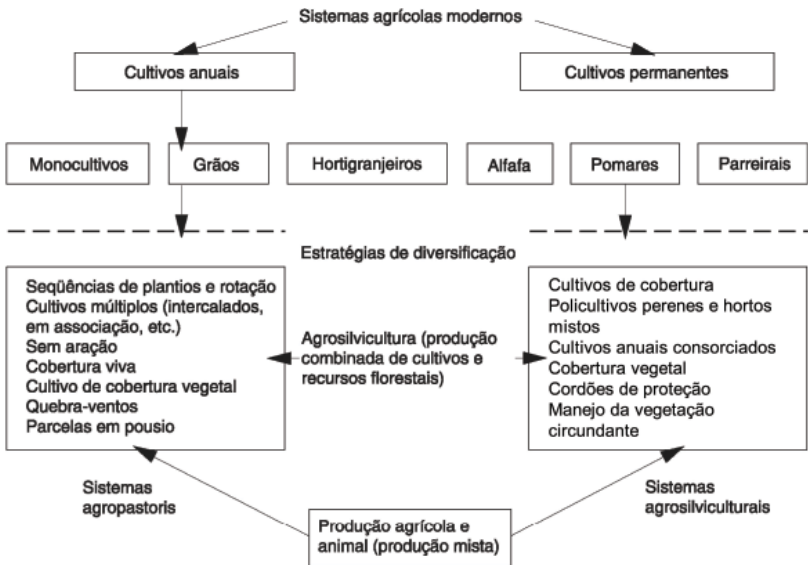 Sistemas agrícolas modernos
Cultivos anuais
Cultivos permanentes
Monocultivos
Grãos
Hortigranjeiros
Alfafa
Pomares
Parreirais
Estratégias de diversificação
Seqüências de plantios e rotação
Cultivos múltiplos (intercalados,
em associação, etc.)
Sem aração
Cobertura viva
Cultivo de cobertura vegetal
Quebra-ventos
Parcelas em pousio
Agrosilvicultura (produção
combinada de cultivos e
recursos florestais)
Cultivos de cobertura
Policultivos perenes e hortos
mistos
Cultivos anuais consorciados
Cobertura vegetal
Cordões de proteção
Manejo da vegetação
circundante
Sistemas
agropastoris
Produção agrícola e
animal (produção mista)
Sistemas
agrosilviculturais